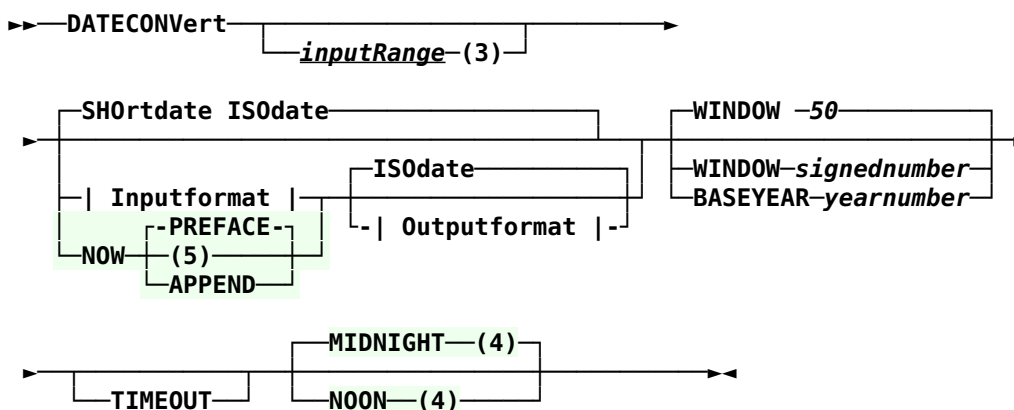 ►►──DATECONVert──inputRange─(3)──►
SHOrtdate ISOdate WINDOW ─50
►
ISOdate WINDOW─signednumber
─| Inputformat |─ BASEYEAR─yearnumber
-PREFACE- -| Outputformat |-
NOW (5)
APPEND
MIDNIGHT──(4)
► ►◄
TIMEOUT NOON──(4)